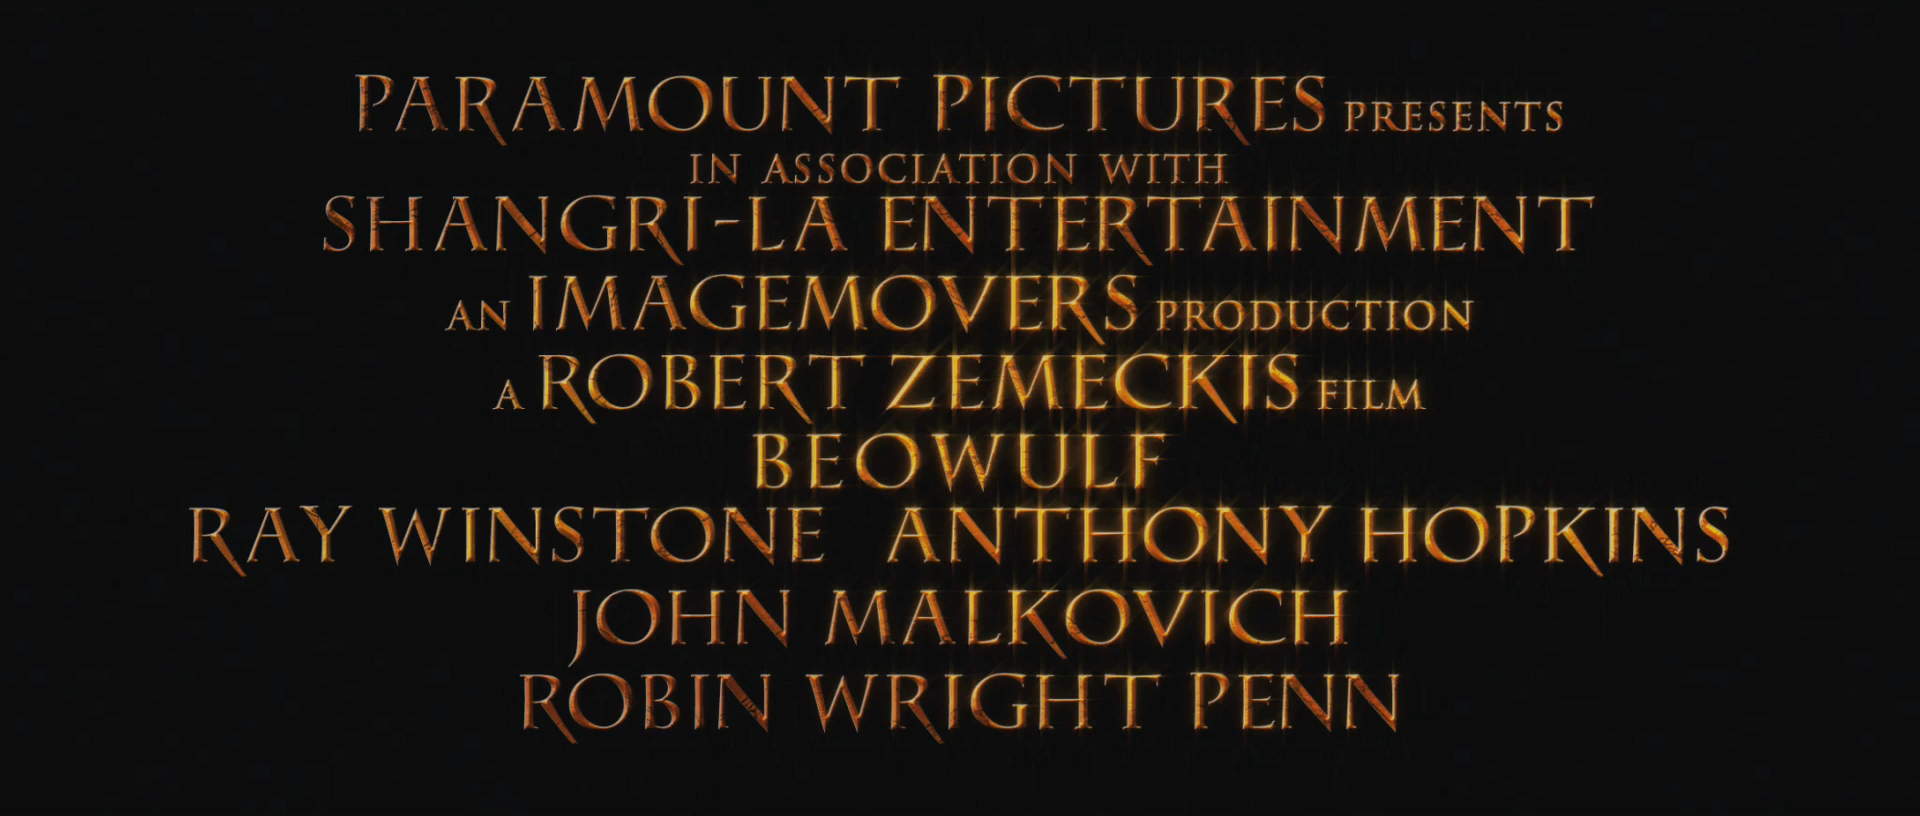 PARAMOUNT PICTURES PRESENTS
IN ASSOCIATION WITH
SHANGRI-LA ENTERTAINMENT
AN IMAGEMOVERS PRODUCTION
A ROBERT ZEMECKIS FILM
BEOWULF
RAY WINSTONE ANTHONY HOPKINS
JOHN MALKOVICH
ROBIN WRIGHT PENN